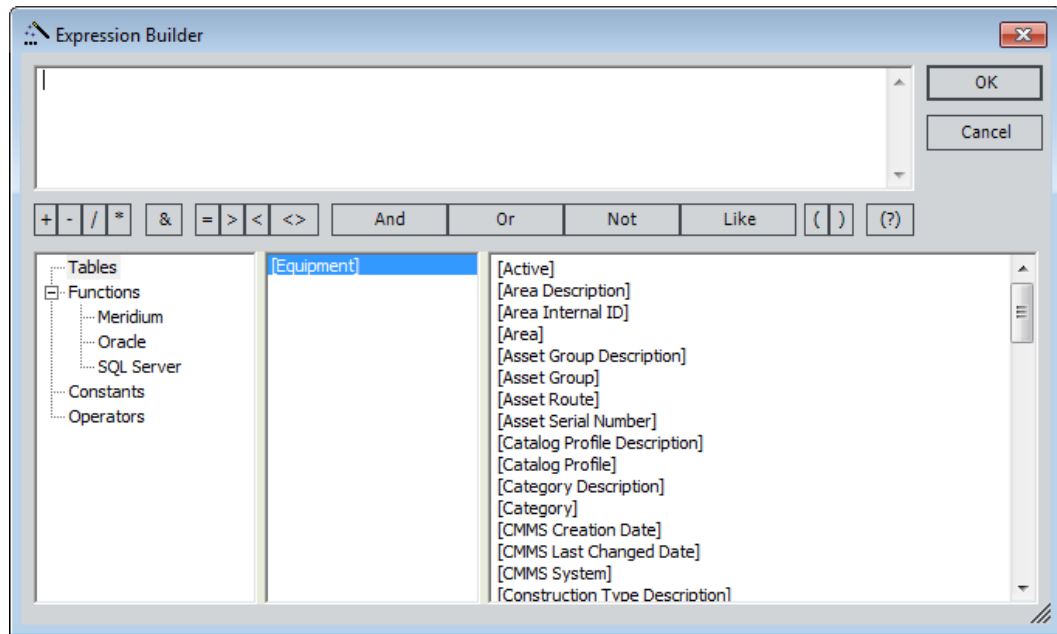 Expression Builder
OK
Cancel
+ - / * & = > < <> And Or Not Like ( ) (?)
Tables
Functions
Meridium
Oracle
SQL Server
Constants
Operators
[Equipment]
[Active]
[Area Description]
[Area Internal ID]
[Area]
[Asset Group Description]
[Asset Group]
[Asset Route]
[Asset Serial Number]
[Catalog Profile Description]
[Catalog Profile]
[Category Description]
[Category]
[CMMS Creation Date]
[CMMS Last Changed Date]
[CMMS System]
[Construction Type Description]